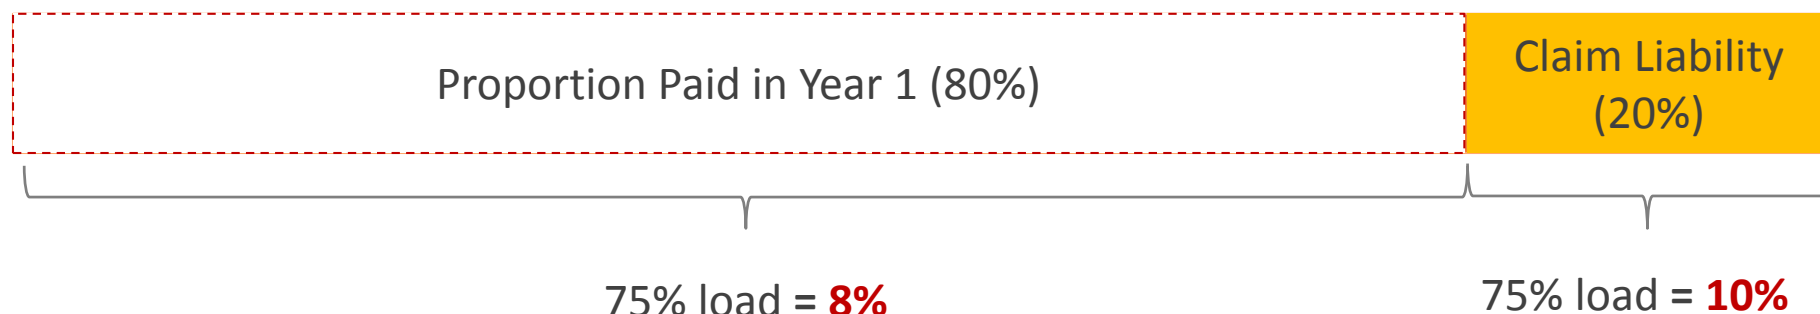 Proportion Paid in Year 1 (80%)
Claim Liability
(20%)
75% load = 8%
75% load = 10%